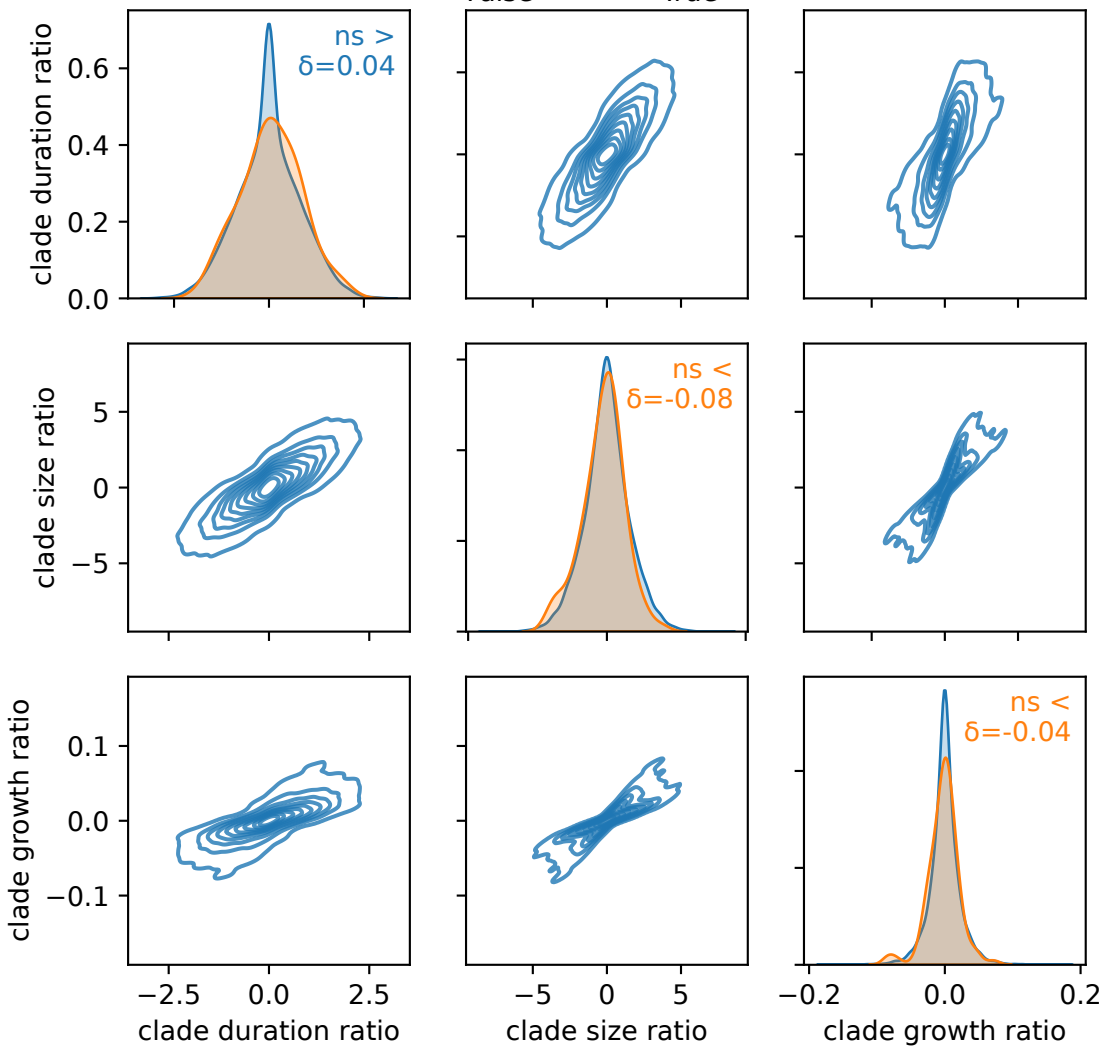 clade duration ratio
0.6
0.4
0.2
0.0
ns >
δ=0.04
clade size ratio
5
0
−5
ns <
δ=-0.08
clade growth ratio
0.1
0.0
−0.1
ns <
δ=-0.04
−2.5
0.0
2.5
−5
0
5
−0.2
0.0
0.2
clade duration ratio
clade size ratio
clade growth ratio